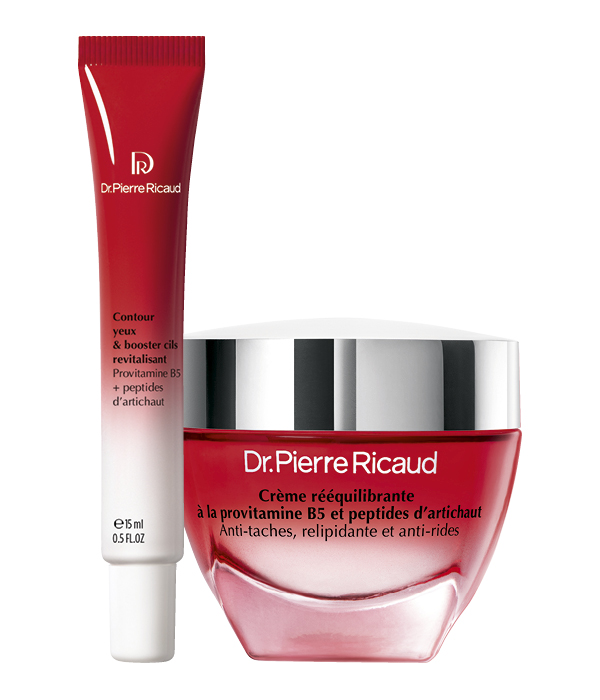 DR
Dr.Pierre Ricaud
Contour
yeux
& booster cils
revitalisant
Provitamine B5
+ peptides
d'artichaut
℮15 ml
0.5 FL.OZ
Dr.Pierre Ricaud
Crème rééquilibrante
à la provitamine B5 et peptides d'artichaut
Anti-taches, relipidante et anti-rides